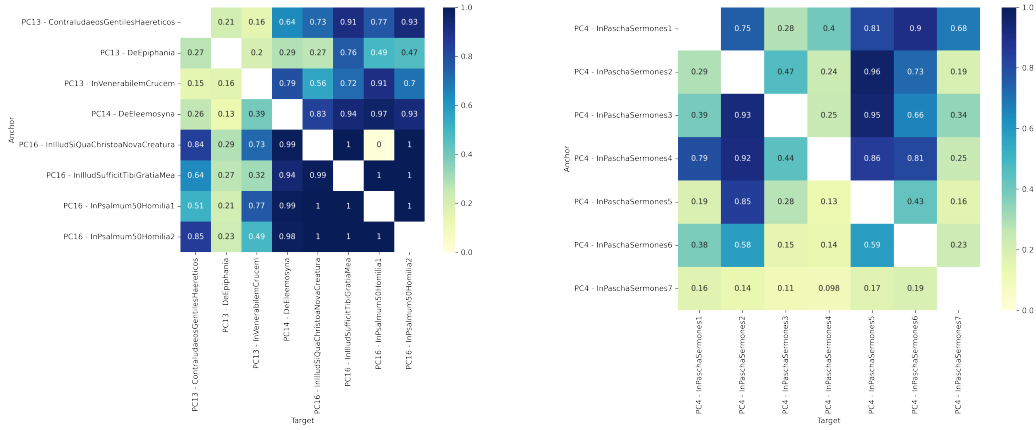 PC13 - ContraIudaeosGentilesHaereticos
0.21 0.16 0.64 0.73 0.91 0.77 0.93
PC13 - DeEpiphania
0.27 0.2 0.29 0.27 0.76 0.49 0.47
PC13 - InVenerabilemCrucem
0.15 0.16 0.79 0.56 0.72 0.91 0.7
PC14 - DeEleemosyna
0.26 0.13 0.39 0.83 0.94 0.97 0.93
PC16 - InIlludSiQuaChristoaNovaCreatura
0.84 0.29 0.73 0.99 1 0 1
PC16 - InIlludSufficitTibiGratiaMea
0.64 0.27 0.32 0.94 0.99 1 1
PC16 - InPsalmum50Homilia1
0.51 0.21 0.77 0.99 1 1 1
PC16 - InPsalmum50Homilia2
0.85 0.23 0.49 0.98 1 1 1
Anchor
PC13 - ContraIudaeosGentilesHaereticos
PC13 - DeEpiphania
PC13 - InVenerabilemCrucem
PC14 - DeEleemosyna
PC16 - InIlludSiQuaChristoaNovaCreatura
PC16 - InIlludSufficitTibiGratiaMea
PC16 - InPsalmum50Homilia1
PC16 - InPsalmum50Homilia2
Target
1.0
0.8
0.6
0.4
0.2
0.0
PC4 - InPaschaSermones1
0.75 0.28 0.4 0.81 0.9 0.68
PC4 - InPaschaSermones2
0.29 0.47 0.24 0.96 0.73 0.19
PC4 - InPaschaSermones3
0.39 0.93 0.25 0.95 0.66 0.34
PC4 - InPaschaSermones4
0.79 0.92 0.44 0.86 0.81 0.25
PC4 - InPaschaSermones5
0.19 0.85 0.28 0.13 0.43 0.16
PC4 - InPaschaSermones6
0.38 0.58 0.15 0.14 0.59 0.23
PC4 - InPaschaSermones7
0.16 0.14 0.11 0.098 0.17 0.19
Anchor
PC4 - InPaschaSermones1
PC4 - InPaschaSermones2
PC4 - InPaschaSermones3
PC4 - InPaschaSermones4
PC4 - InPaschaSermones5
PC4 - InPaschaSermones6
PC4 - InPaschaSermones7
Target
1.0
0.8
0.6
0.4
0.2
0.0